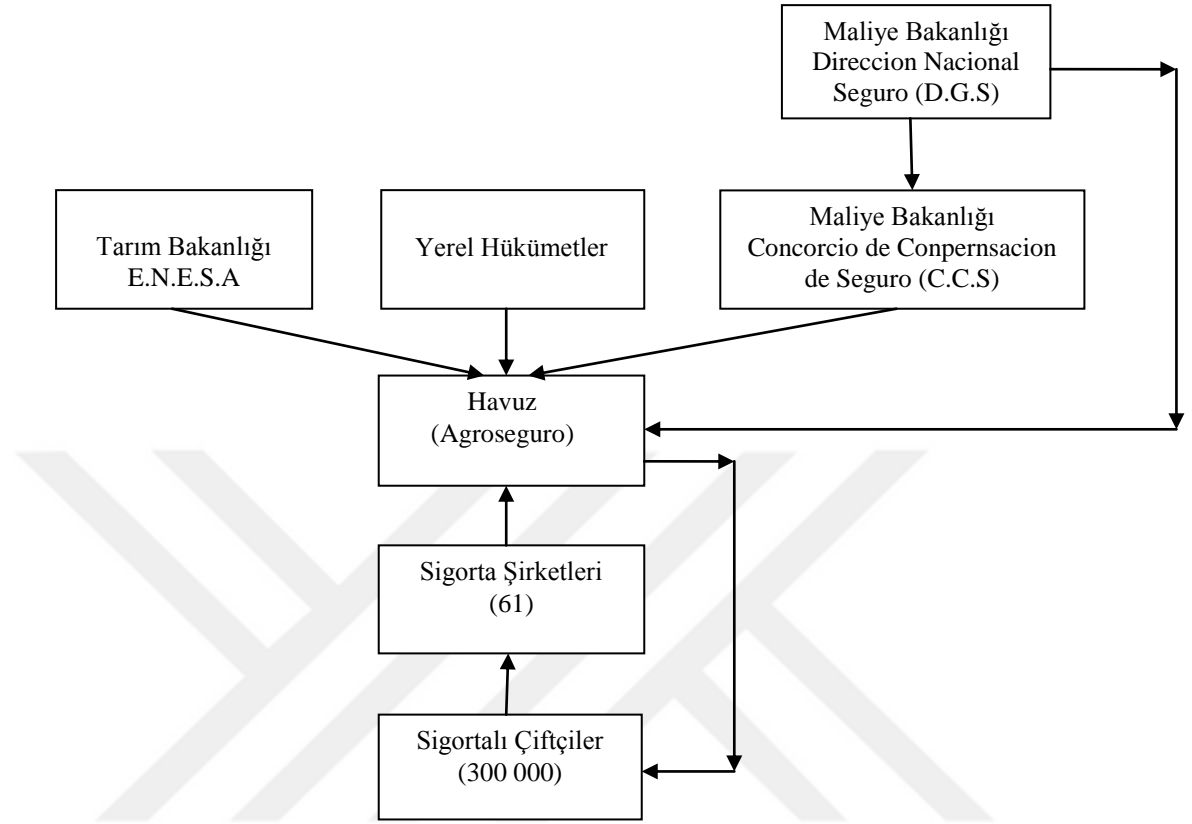 Maliye Bakanlığı
Direccion Nacional
Seguro (D.G.S)
Tarım Bakanlığı
E.N.E.S.A
Yerel Hükümetler
Maliye Bakanlığı
Concorcio de Conpernsacion
de Seguro (C.C.S)
Havuz
(Agroseguro)
Sigorta Şirketleri
(61)
Sigortalı Çiftçiler
(300 000)